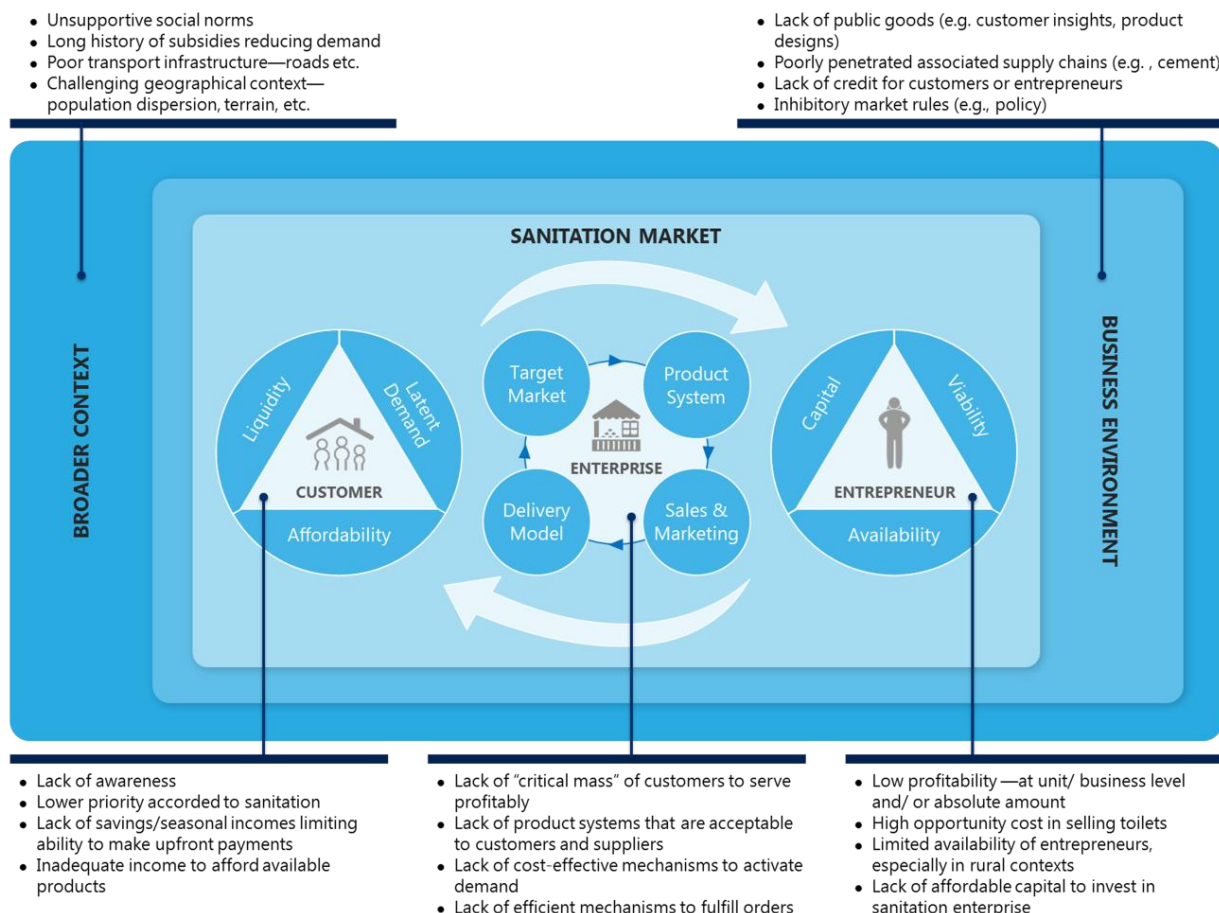 • Unsupportive social norms
• Long history of subsidies reducing demand
• Poor transport infrastructure—roads etc.
• Challenging geographical context—
population dispersion, terrain, etc.
• Lack of public goods (e.g. customer insights, product
designs)
• Poorly penetrated associated supply chains (e.g. , cement)
• Lack of credit for customers or entrepreneurs
• Inhibitory market rules (e.g., policy)
SANITATION MARKET
BROADER CONTEXT
BUSINESS ENVIRONMENT
Liquidity
Latent
Demand
CUSTOMER
Affordability
Target
Market
Product
System
ENTERPRISE
Delivery
Model
Sales &
Marketing
Capital
Viability
ENTREPRENEUR
Availability
• Lack of awareness
• Lower priority accorded to sanitation
• Lack of savings/seasonal incomes limiting
ability to make upfront payments
• Inadequate income to afford available
products
• Lack of “critical mass” of customers to serve
profitably
• Lack of product systems that are acceptable
to customers and suppliers
• Lack of cost-effective mechanisms to activate
demand
• Lack of efficient mechanisms to fulfill orders
• Low profitability —at unit/ business level
and/ or absolute amount
• High opportunity cost in selling toilets
• Limited availability of entrepreneurs,
especially in rural contexts
• Lack of affordable capital to invest in
sanitation enterprise